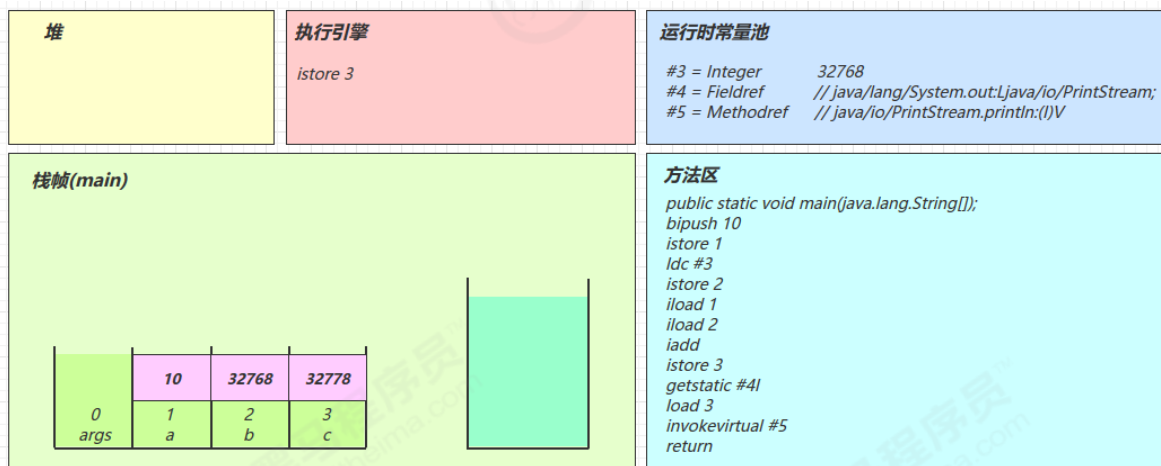 堆
执行引擎
istore 3
运行时常量池
#3 = Integer 32768
#4 = Fieldref // java/lang/System.out:Ljava/io/PrintStream;
#5 = Methodref // java/io/PrintStream.println:(I)V
栈帧(main)
10 32768 32778
0 1 2 3
args a b c
方法区
public static void main(java.lang.String[]);
bipush 10
istore 1
ldc #3
istore 2
iload 1
iload 2
iadd
istore 3
getstatic #4I
load 3
invokevirtual #5
return